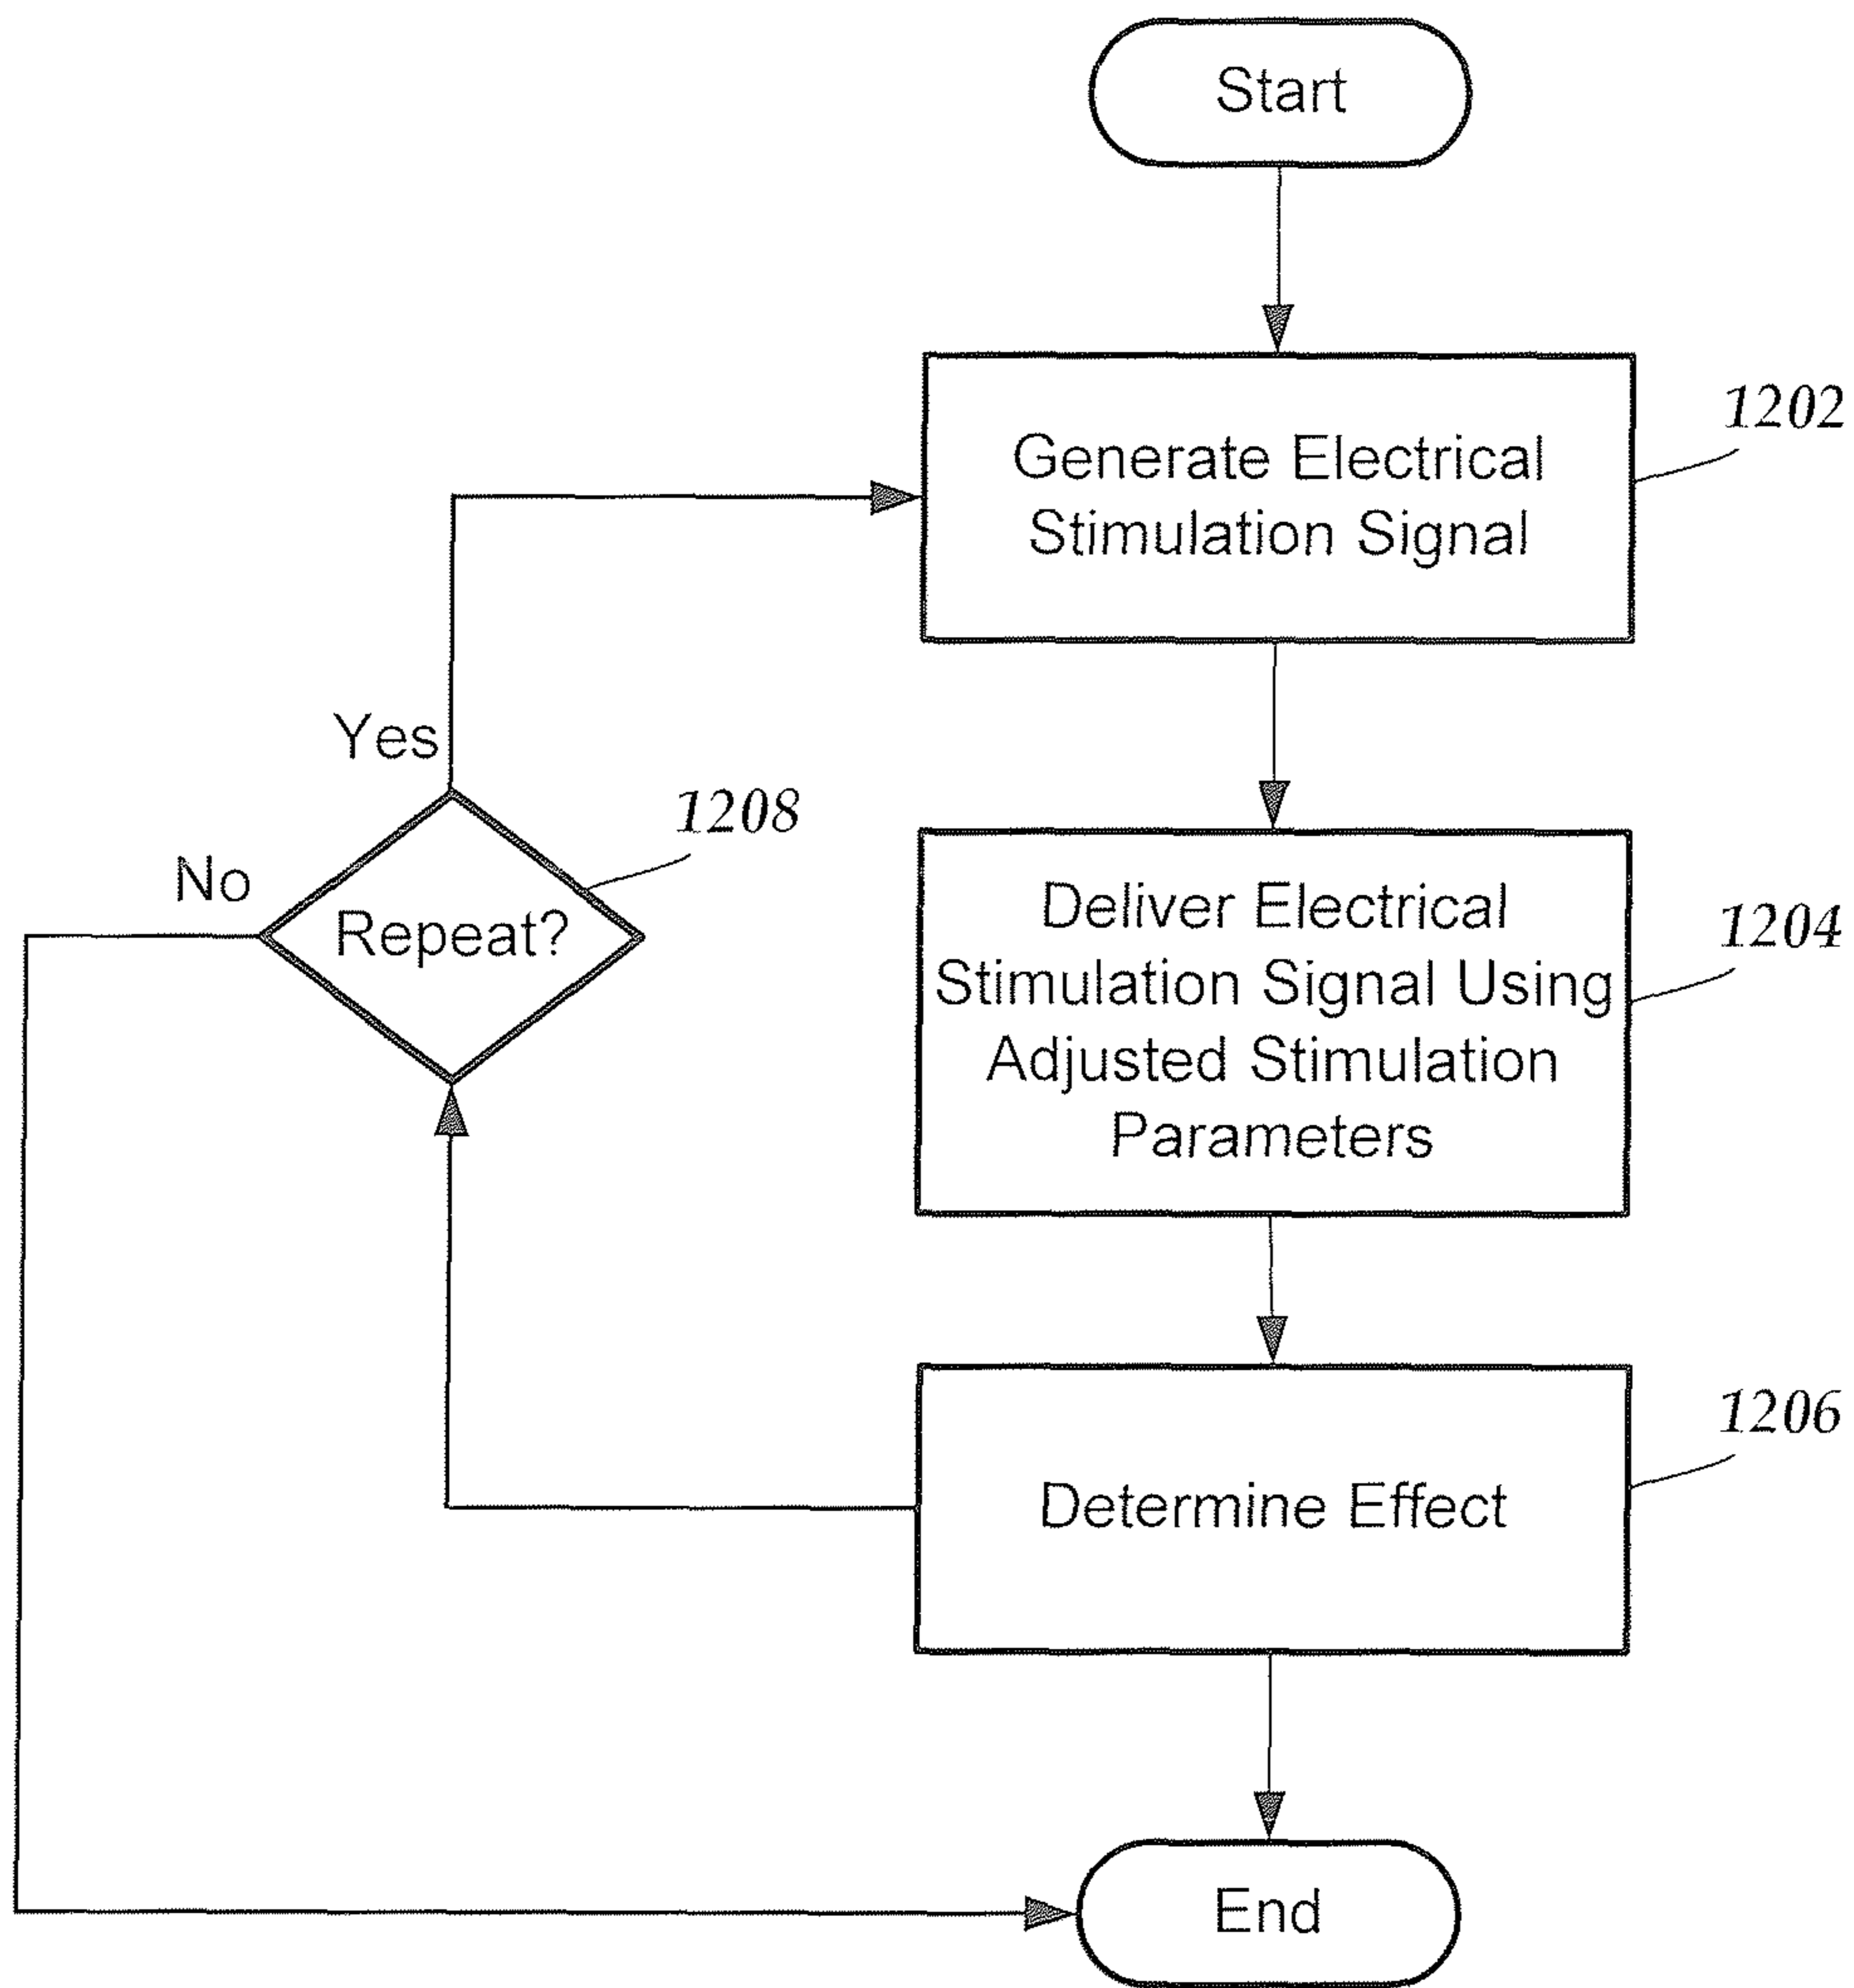 Start
1202
Generate Electrical
Stimulation Signal
Yes
1208
No
Repeat?
Deliver Electrical
Stimulation Signal Using
Adjusted Stimulation
Parameters
1204
1206
Determine Effect
End